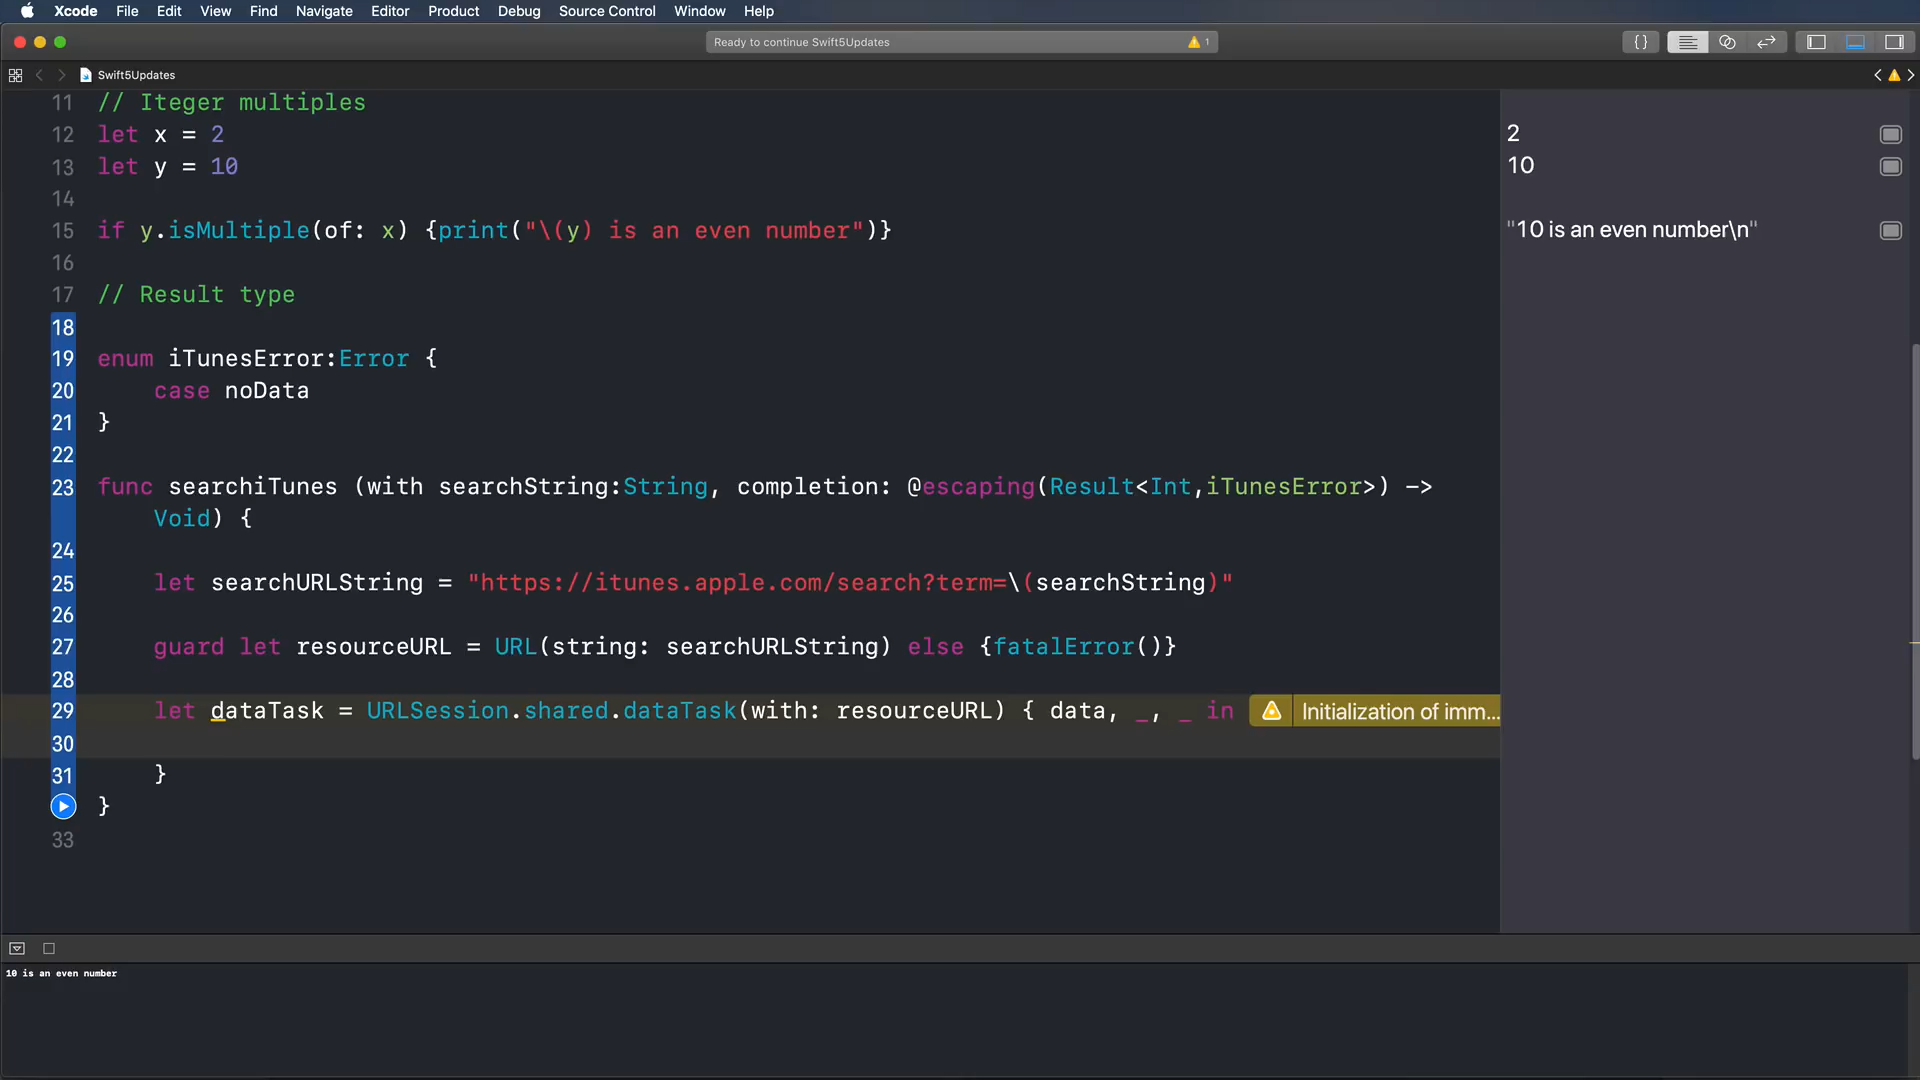 Xcode File Edit View Find Navigate Editor Product Debug Source Control Window Help
Ready to continue Swift5Updates 1
{}
Swift5Updates
11 // Iteger multiples
12 let x = 2
2
13 let y = 10
10
14
15 if y.isMultiple(of: x) {print("\(y) is an even number")}
"10 is an even number\n"
16
17 // Result type
18
19 enum iTunesError:Error {
20 case noData
21 }
22
23 func searchiTunes (with searchString:String, completion: @escaping(Result<Int,iTunesError>) ->
Void) {
24
25 let searchURLString = "https://itunes.apple.com/search?term=\(searchString)"
26
27 guard let resourceURL = URL(string: searchURLString) else {fatalError()}
28
29 let dataTask = URLSession.shared.dataTask(with: resourceURL) { data, _, _ in
Initialization of imm...
30
31 }
}
33
10 is an even number